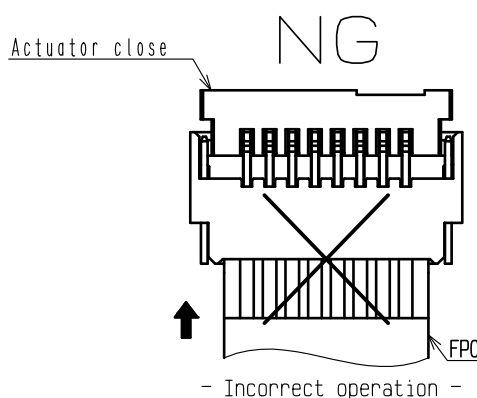 NG
Actuator close
FPC
- Incorrect operation -